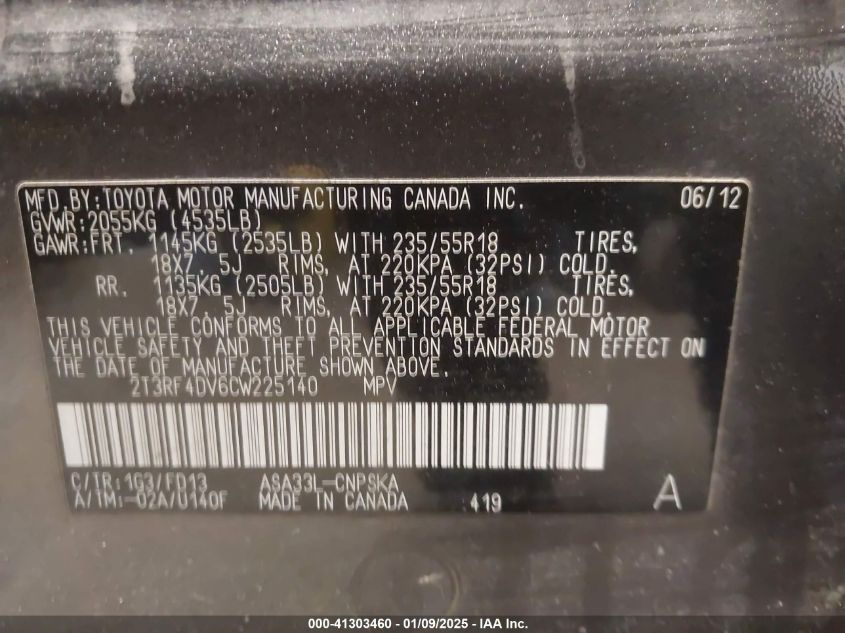 MFD.BY:TOYOTA MOTOR MANUFACTURING CANADA INC. 06/12
GVWR:2055KG (4535LB)
GAWR:FRT. 1145KG (2535LB) WITH 235/55R18 TIRES,
18X7.5J RIMS, AT 220KPA (32PSI) COLD.
RR. 1135KG (2505LB) WITH 235/55R18 TIRES,
18X7.5J RIMS, AT 220KPA (32PSI) COLD.
THIS VEHICLE CONFORMS TO ALL APPLICABLE FEDERAL MOTOR
VEHICLE SAFETY AND THEFT PREVENTION STANDARDS IN EFFECT ON
THE DATE OF MANUFACTURE SHOWN ABOVE.
2T3RF4DV6CW225140 MPV
C/TR:1G3/FD13 ASA33L-CNPSKA
A/TM:-02A/U140F MADE IN CANADA 419 A
000-41303460 - 01/09/2025 - IAA Inc.